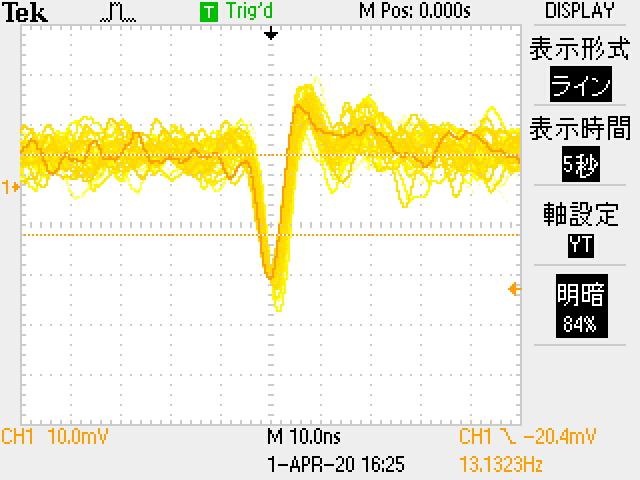 Tek T Trig'd M Pos: 0.000s DISPLAY
表示形式
ライン
表示時間
5秒
軸設定
YT
明暗
84%
1
CH1 10.0mV M 10.0ns CH1 -20.4mV
1-APR-20 16:25 13.1323Hz